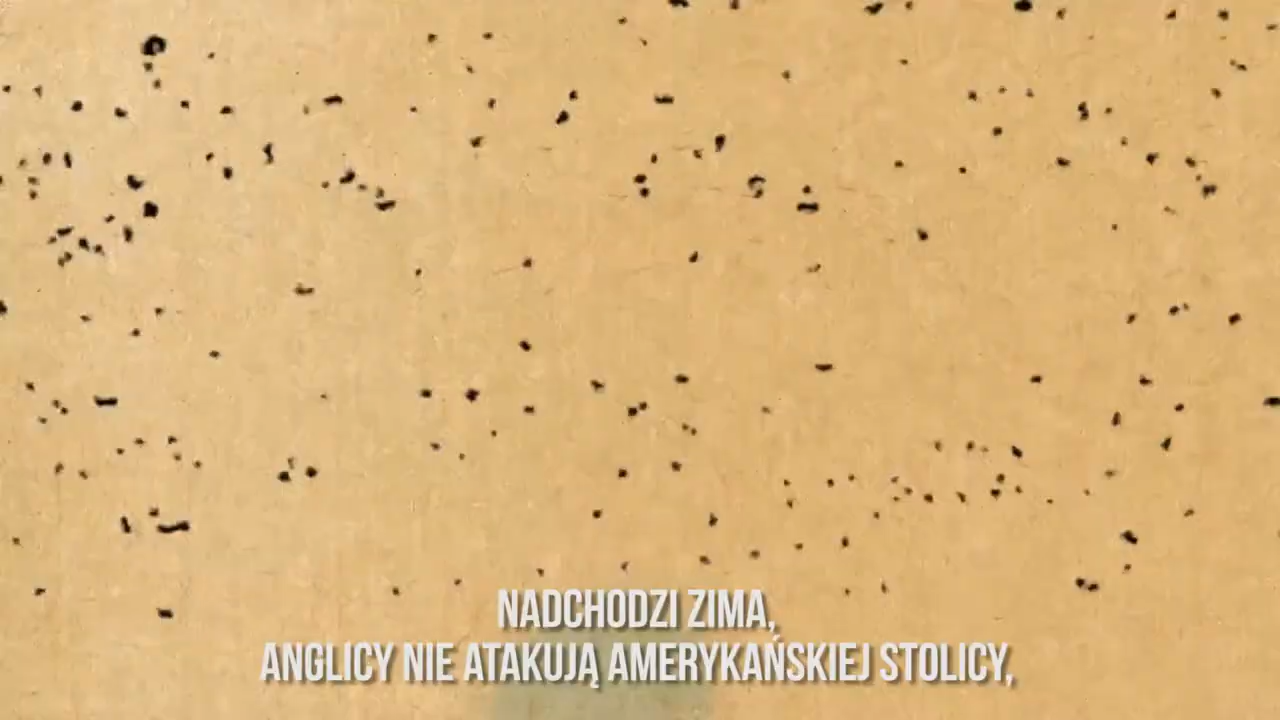 NADCHODZI ZIMA,
ANGLICY NIE ATAKUJĄ AMERYKAŃSKIEJ STOLICY,